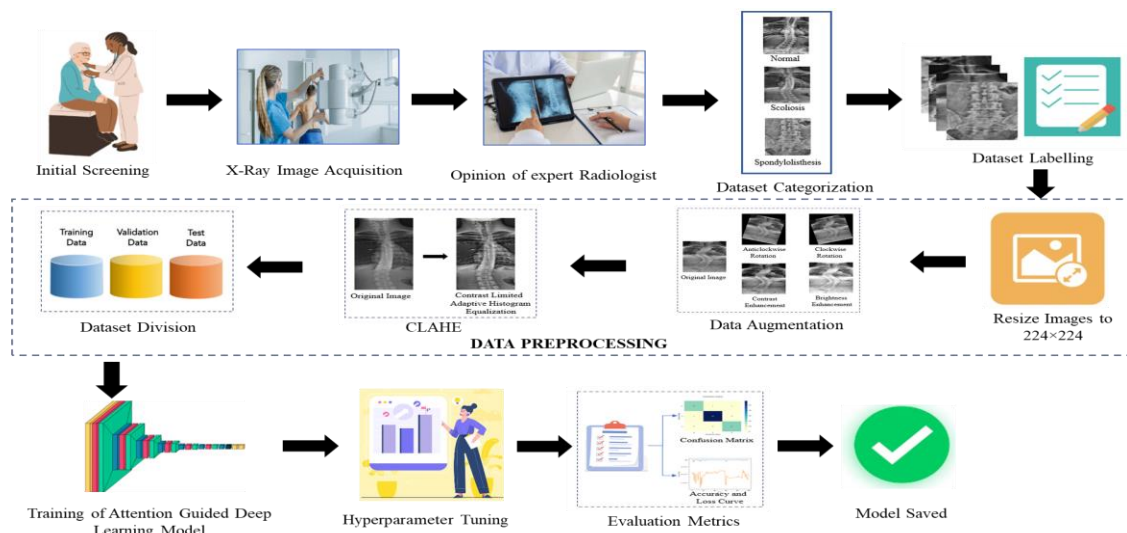 Normal
Scoliosis
Spondylolisthesis
Initial Screening
X-Ray Image Acquisition
Opinion of expert Radiologist
Dataset Categorization
Dataset Labelling
Training
Data
Validation
Data
Test
Data
Dataset Division
Original Image
Contrast Limited
Adaptive Histogram
Equalization
CLAHE
Original Image
Anticlockwise
Rotation
Clockwise
Rotation
Contrast
Enhancement
Brightness
Enhancement
Data Augmentation
Resize Images to
224×224
DATA PREPROCESSING
Training of Attention Guided Deep
Learning Model
Hyperparameter Tuning
Confusion Matrix
Accuracy and
Loss Curve
Evaluation Metrics
Model Saved